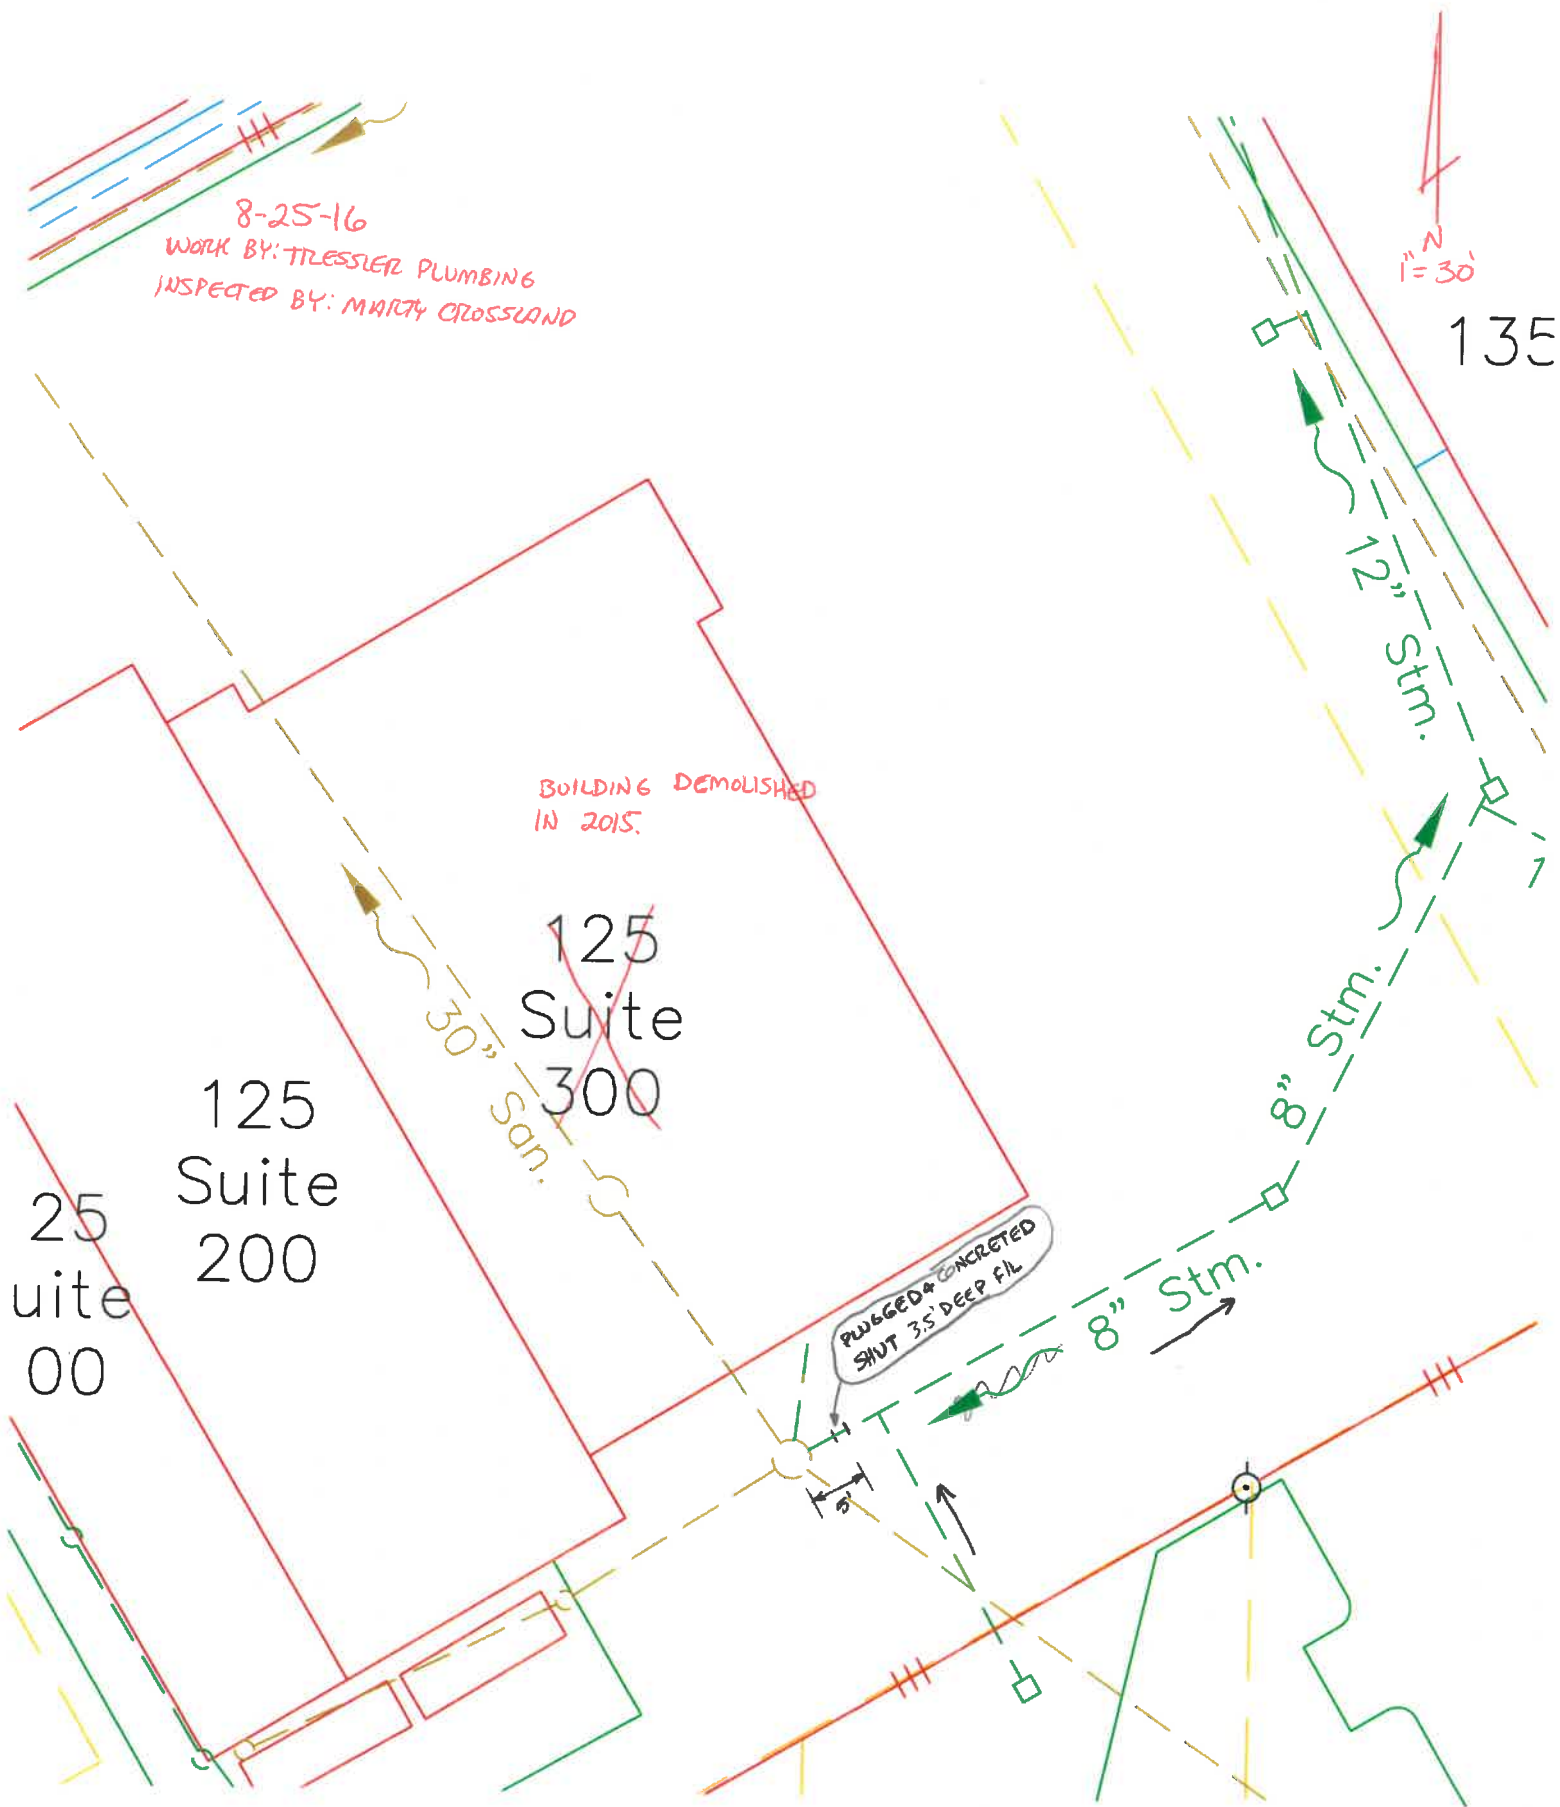 8-25-16
WORK BY: TRESSLER PLUMBING
INSPECTED BY: MARTY CROSSLAND
N
1"=30'
135
12" Stm.
BUILDING DEMOLISHED
IN 2015.
125
Suite
300
30" San.
125
Suite
200
25
uite
00
8" Stm.
1
PLUGGED & CONCRETED
SHUT 3.5' DEEP F/L
8" Stm.
5'